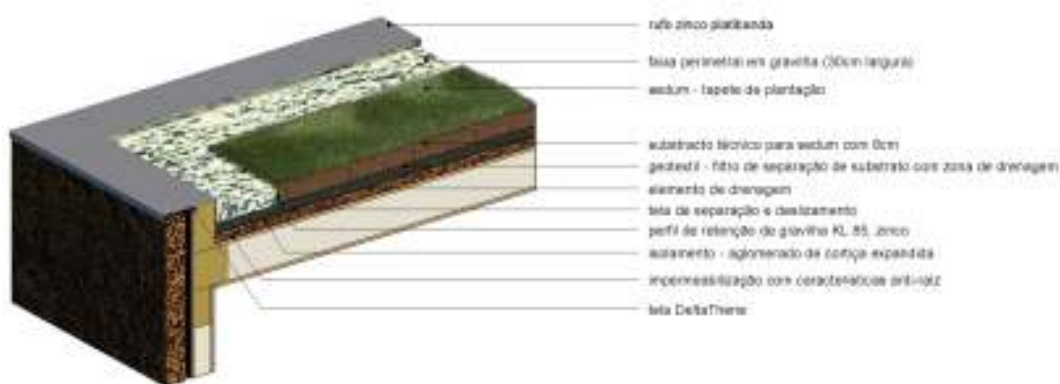 rufo zinco platibanda
faixa perimetral em gravilha (30cm largura)
sedum - tapete de plantação
substracto técnico para sedum com 8cm
geotextil - filtro de separação de substrato com zona de drenagem
elemento de drenagem
tela de separação e deslizamento
perfil de retenção de gravilha KL 85, zinco
isolamento - aglomerado de cortiça expandida
impermeabilização com características anti-raiz
tela DeltaThene